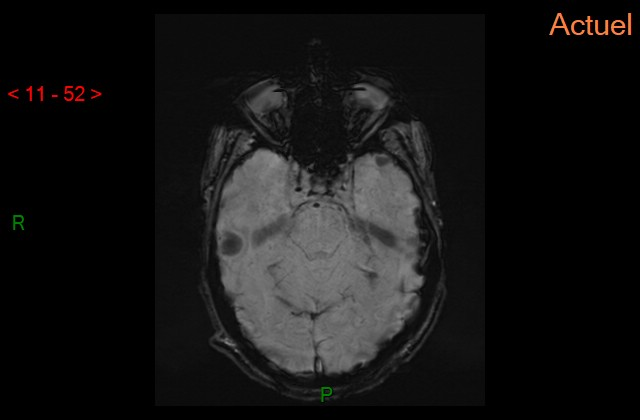 Actuel
< 11 - 52 >
R
P